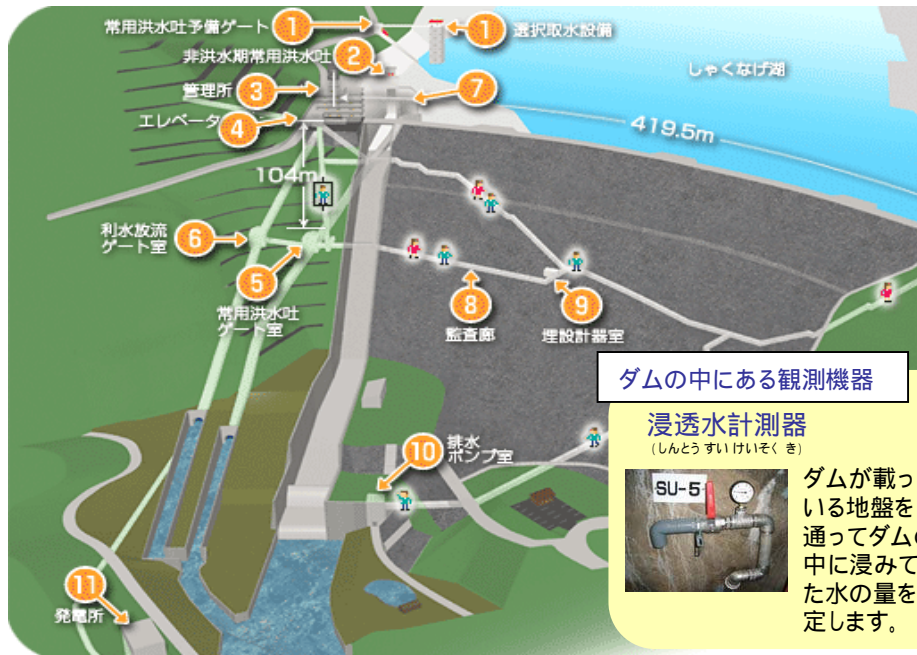 常用洪水吐予備ゲート
1
1
選択取水設備
非洪水期常用洪水吐
2
しゃくなげ湖
管理所
3
7
エレベータ
4
419.5m
104m
利水放流
ゲート室
6
5
常用洪水吐
ゲート室
8
監査廊
9
埋設計器室
ダムの中にある観測機器
浸透水計測器
(しんとうすいけいそくき)
SU-5
ダムが載っ
いる地盤を
通ってダムの
中に浸みて
た水の量を
定します。
10
排水
ポンプ室
11
発電所